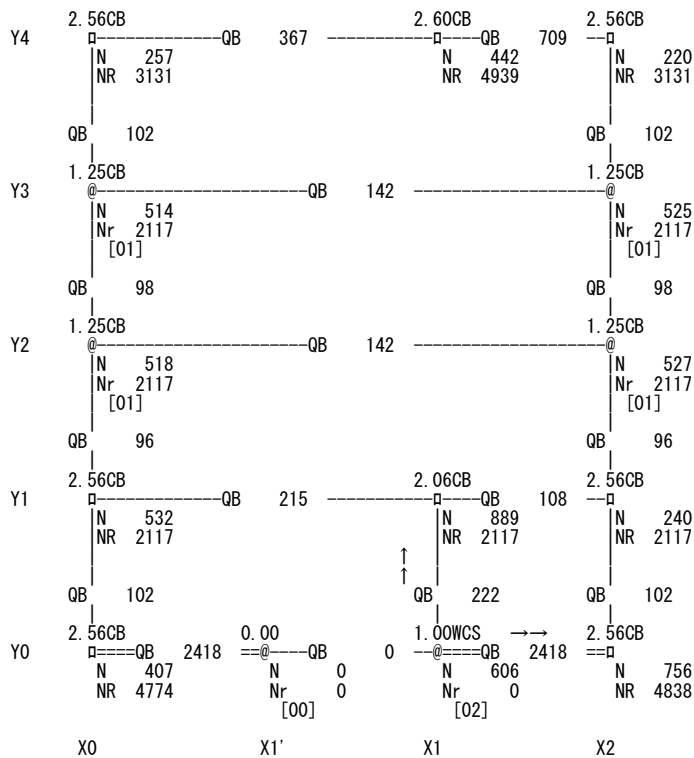 2.56CB 2.60CB 2.56CB
Y4 ¤-------------QB 367 -----------¤----QB 709 --¤
N 257 N 442 N 220
NR 3131 NR 4939 NR 3131
QB 102 QB 102
1.25CB 1.25CB
Y3 @----------------------QB 142 --------------------@
N 514 N 525
Nr 2117 Nr 2117
[01] [01]
QB 98 QB 98
1.25CB 1.25CB
Y2 @----------------------QB 142 --------------------@
N 518 N 527
Nr 2117 Nr 2117
[01] [01]
QB 96 QB 96
2.56CB 2.06CB 2.56CB
Y1 ¤-------------QB 215 -----------¤----QB 108 --¤
N 532 N 889 N 240
NR 2117 NR 2117 NR 2117
↑
↑
QB 102 QB 222 QB 102
2.56CB 0.00 1.00WCS →→ 2.56CB
Y0 ¤====QB 2418 ==@----QB 0 --@====QB 2418 ==¤
N 407 N 0 N 606 N 756
NR 4774 Nr 0 Nr 0 NR 4838
[00] [02]
X0 X1' X1 X2